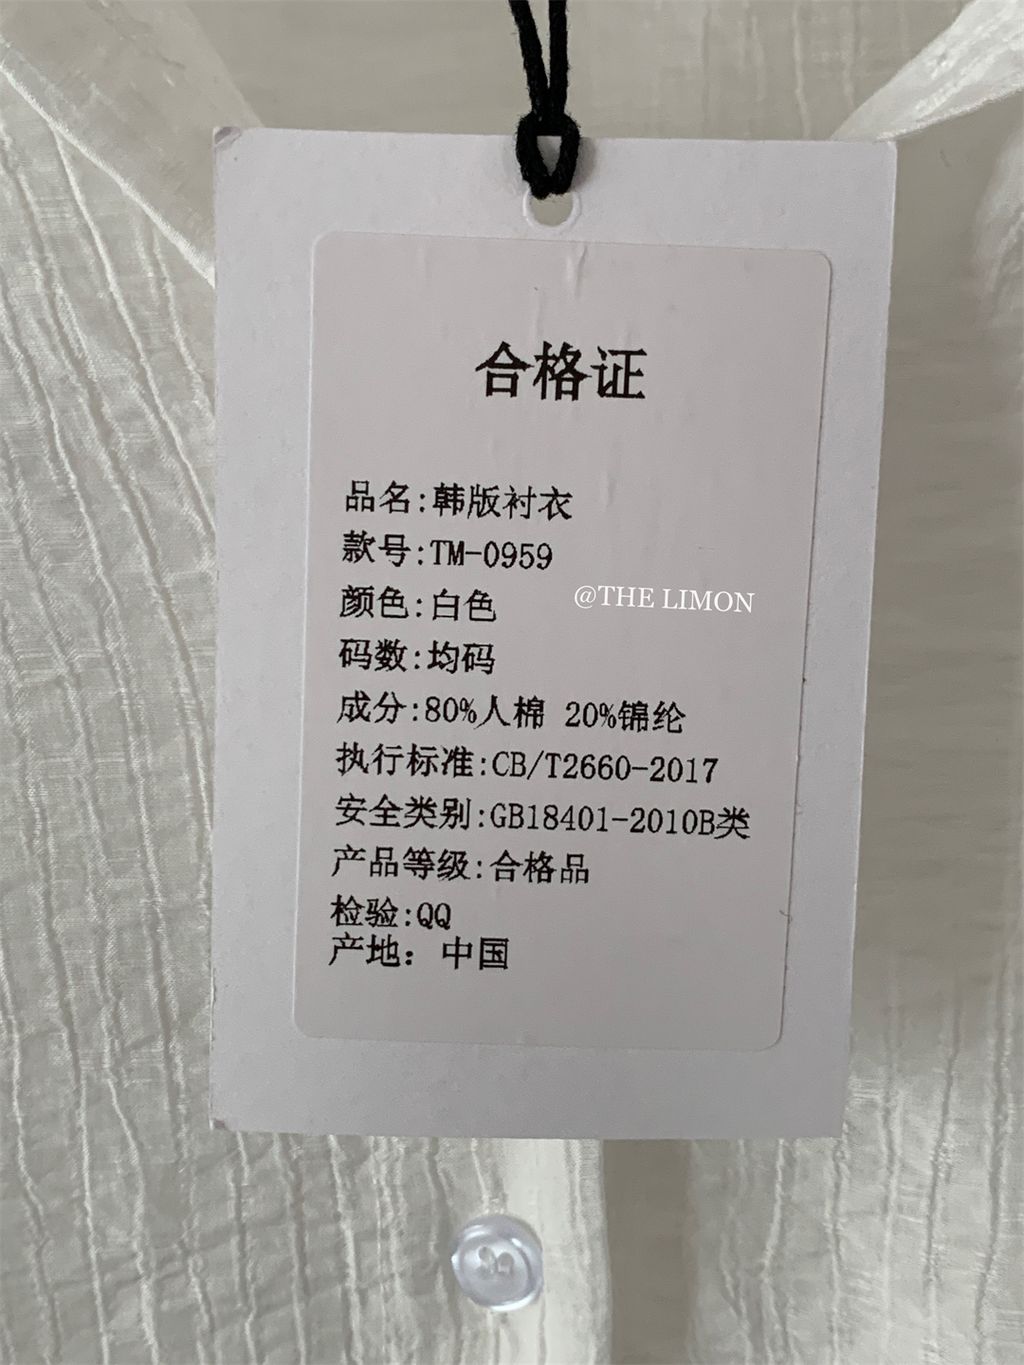 合格证
品名:韩版衬衣
款号:TM-0959
颜色:白色
@THE LIMON
码数:均码
成分:80%人棉 20%锦纶
执行标准:CB/T2660-2017
安全类别:GB18401-2010B类
产品等级:合格品
检验:QQ
产地：中国